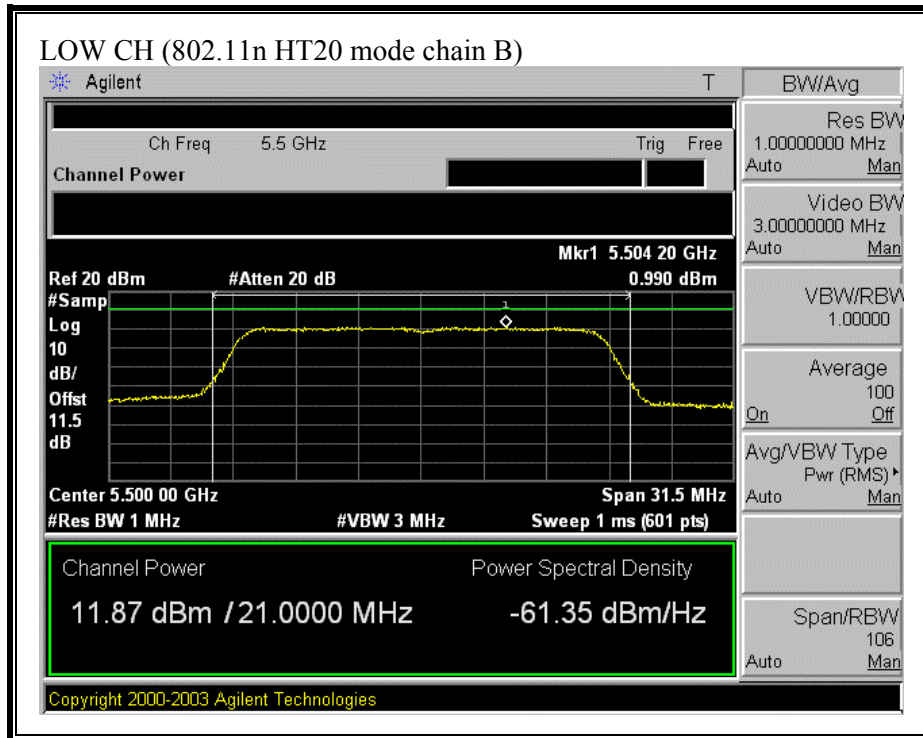 LOW CH (802.11n HT20 mode chain B)
Agilent T
Ch Freq 5.5 GHz Trig Free
Channel Power
Mkr1 5.504 20 GHz
Ref 20 dBm #Atten 20 dB 0.990 dBm
#Samp
Log
10
dB/
Offst
11.5
dB
1
Center 5.500 00 GHz Span 31.5 MHz
#Res BW 1 MHz #VBW 3 MHz Sweep 1 ms (601 pts)
Channel Power Power Spectral Density
11.87 dBm / 21.0000 MHz -61.35 dBm/Hz
Copyright 2000-2003 Agilent Technologies
BW/Avg
Res BW
1.00000000 MHz
Auto Man
Video BW
3.00000000 MHz
Auto Man
VBW/RBW
1.00000
Average
100
On Off
Avg/VBW Type
Pwr (RMS)
Auto Man
Span/RBW
106
Auto Man